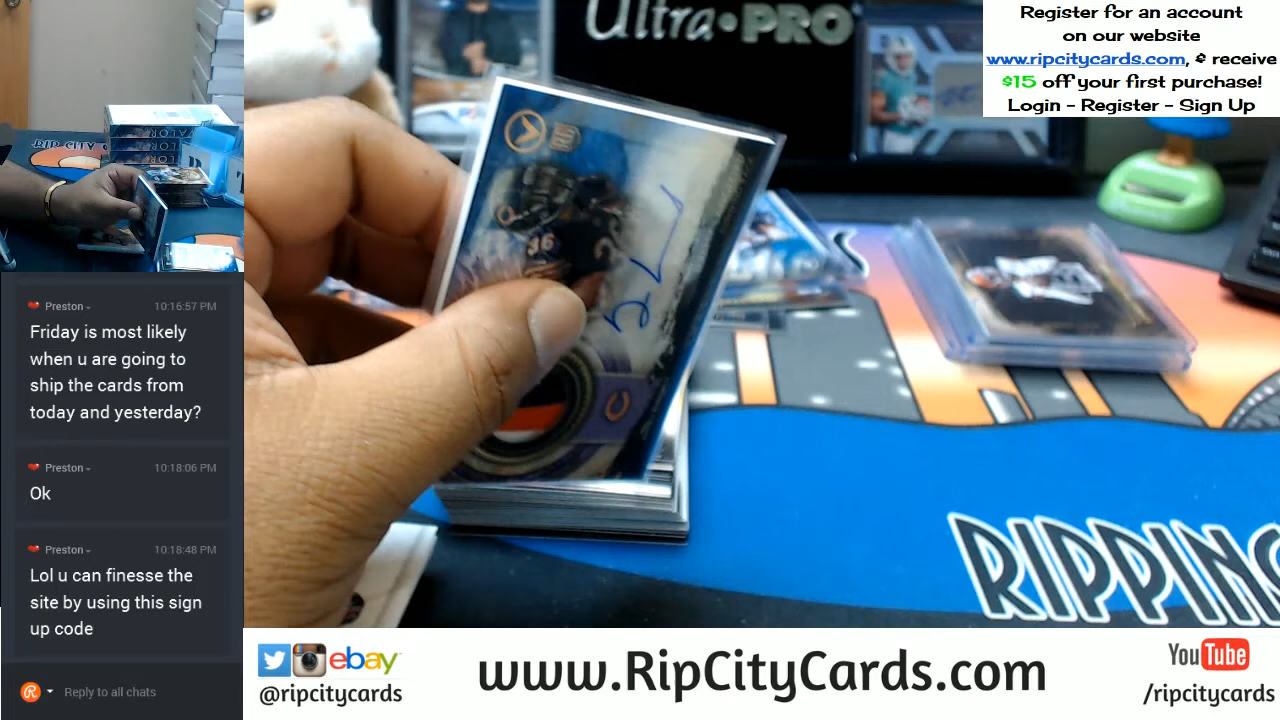 Ultra•PRO
Register for an account
on our website
www.ripcitycards.com, & receive
$15 off your first purchase!
Login - Register - Sign Up
RIP CITY
Preston 10:16:57 PM
Friday is most likely
when u are going to
ship the cards from
today and yesterday?
Preston 10:18:06 PM
Ok
Preston 10:18:48 PM
Lol u can finesse the
site by using this sign
up code
Reply to all chats
36
C
RIPPING
ebay
@ripcitycards
www.RipCityCards.com
YouTube
/ripcitycards